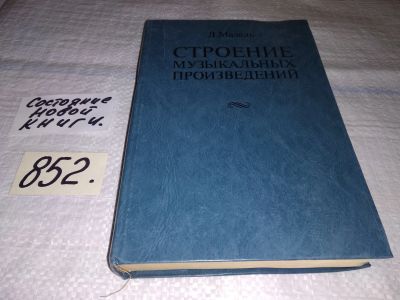 Л. Мазель
СТРОЕНИЕ
МУЗЫКАЛЬНЫХ
ПРОИЗВЕДЕНИЙ
Состояние
новой
книги.
852.